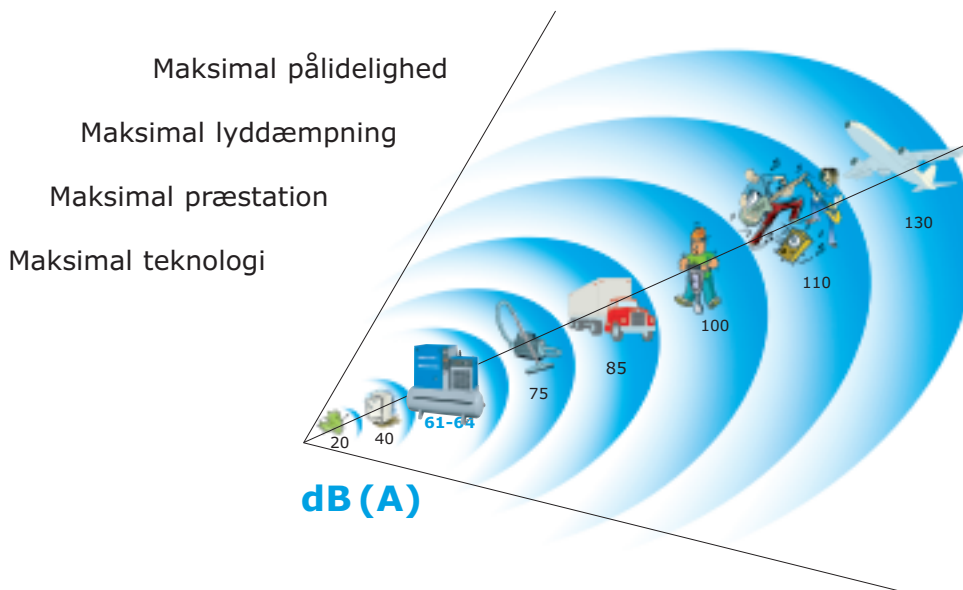 Maksimal pålidelighed
Maksimal lyddæmpning
Maksimal præstation
Maksimal teknologi
130
110
100
85
75
61-64
40
20
dB (A)